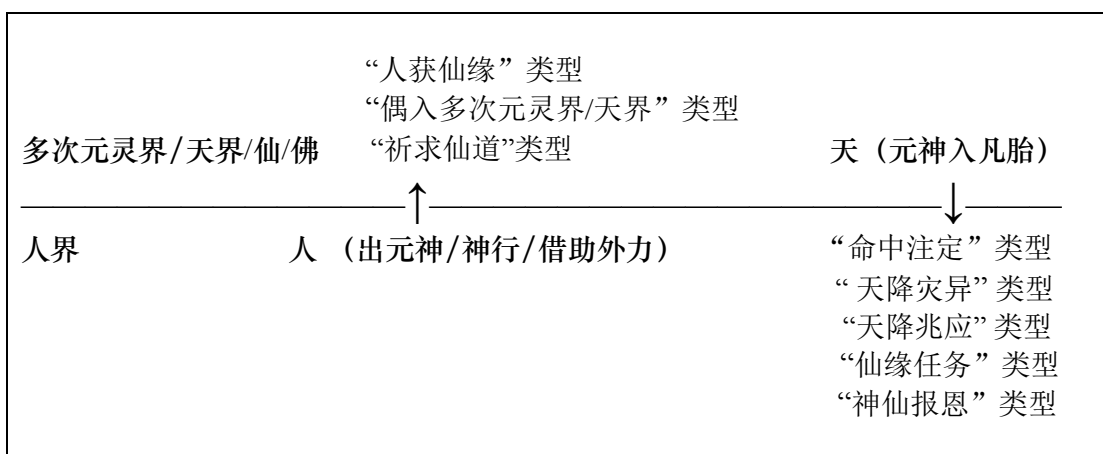 “人获仙缘”类型
“偶入多次元灵界/天界”类型
多次元灵界/天界/仙/佛 “祈求仙道”类型 天（元神入凡胎）
↑ ↓
人界 人 （出元神/神行/借助外力） “命中注定”类型
“天降灾异”类型
“天降兆应”类型
“仙缘任务”类型
“神仙报恩”类型